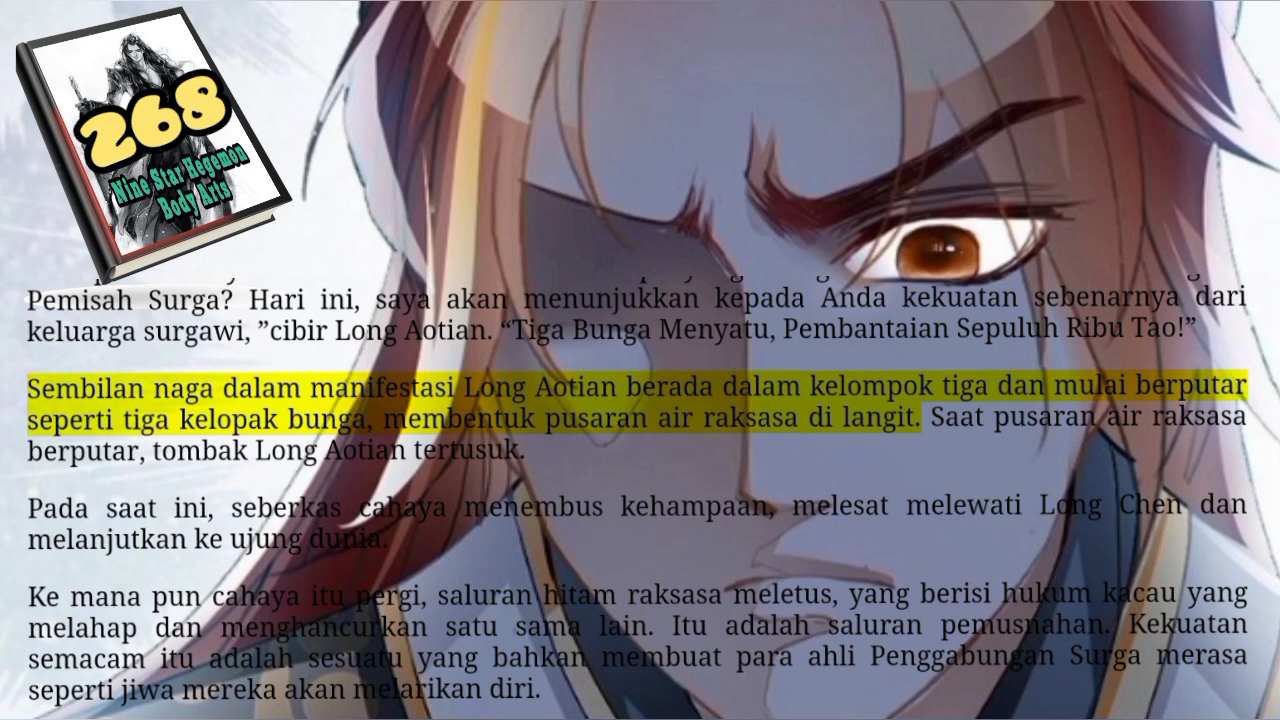 268
Nine Star Hegemon
Body Arts
Pemisah Surga? Hari ini, saya akan menunjukkan kepada Anda kekuatan sebenarnya dari
keluarga surgawi, ”cibir Long Aotian. “Tiga Bunga Menyatu, Pembantaian Sepuluh Ribu Tao!”
Sembilan naga dalam manifestasi Long Aotian berada dalam kelompok tiga dan mulai berputar
seperti tiga kelopak bunga, membentuk pusaran air raksasa di langit. Saat pusaran air raksasa
berputar, tombak Long Aotian tertusuk.
Pada saat ini, seberkas cahaya menembus kehampaan, melesat melewati Long Chen dan
melanjutkan ke ujung dunia.
Ke mana pun cahaya itu pergi, saluran hitam raksasa meletus, yang berisi hukum kacau yang
melahap dan menghancurkan satu sama lain. Itu adalah saluran pemusnahan. Kekuatan
semacam itu adalah sesuatu yang bahkan membuat para ahli Penggabungan Surga merasa
seperti jiwa mereka akan melarikan diri.